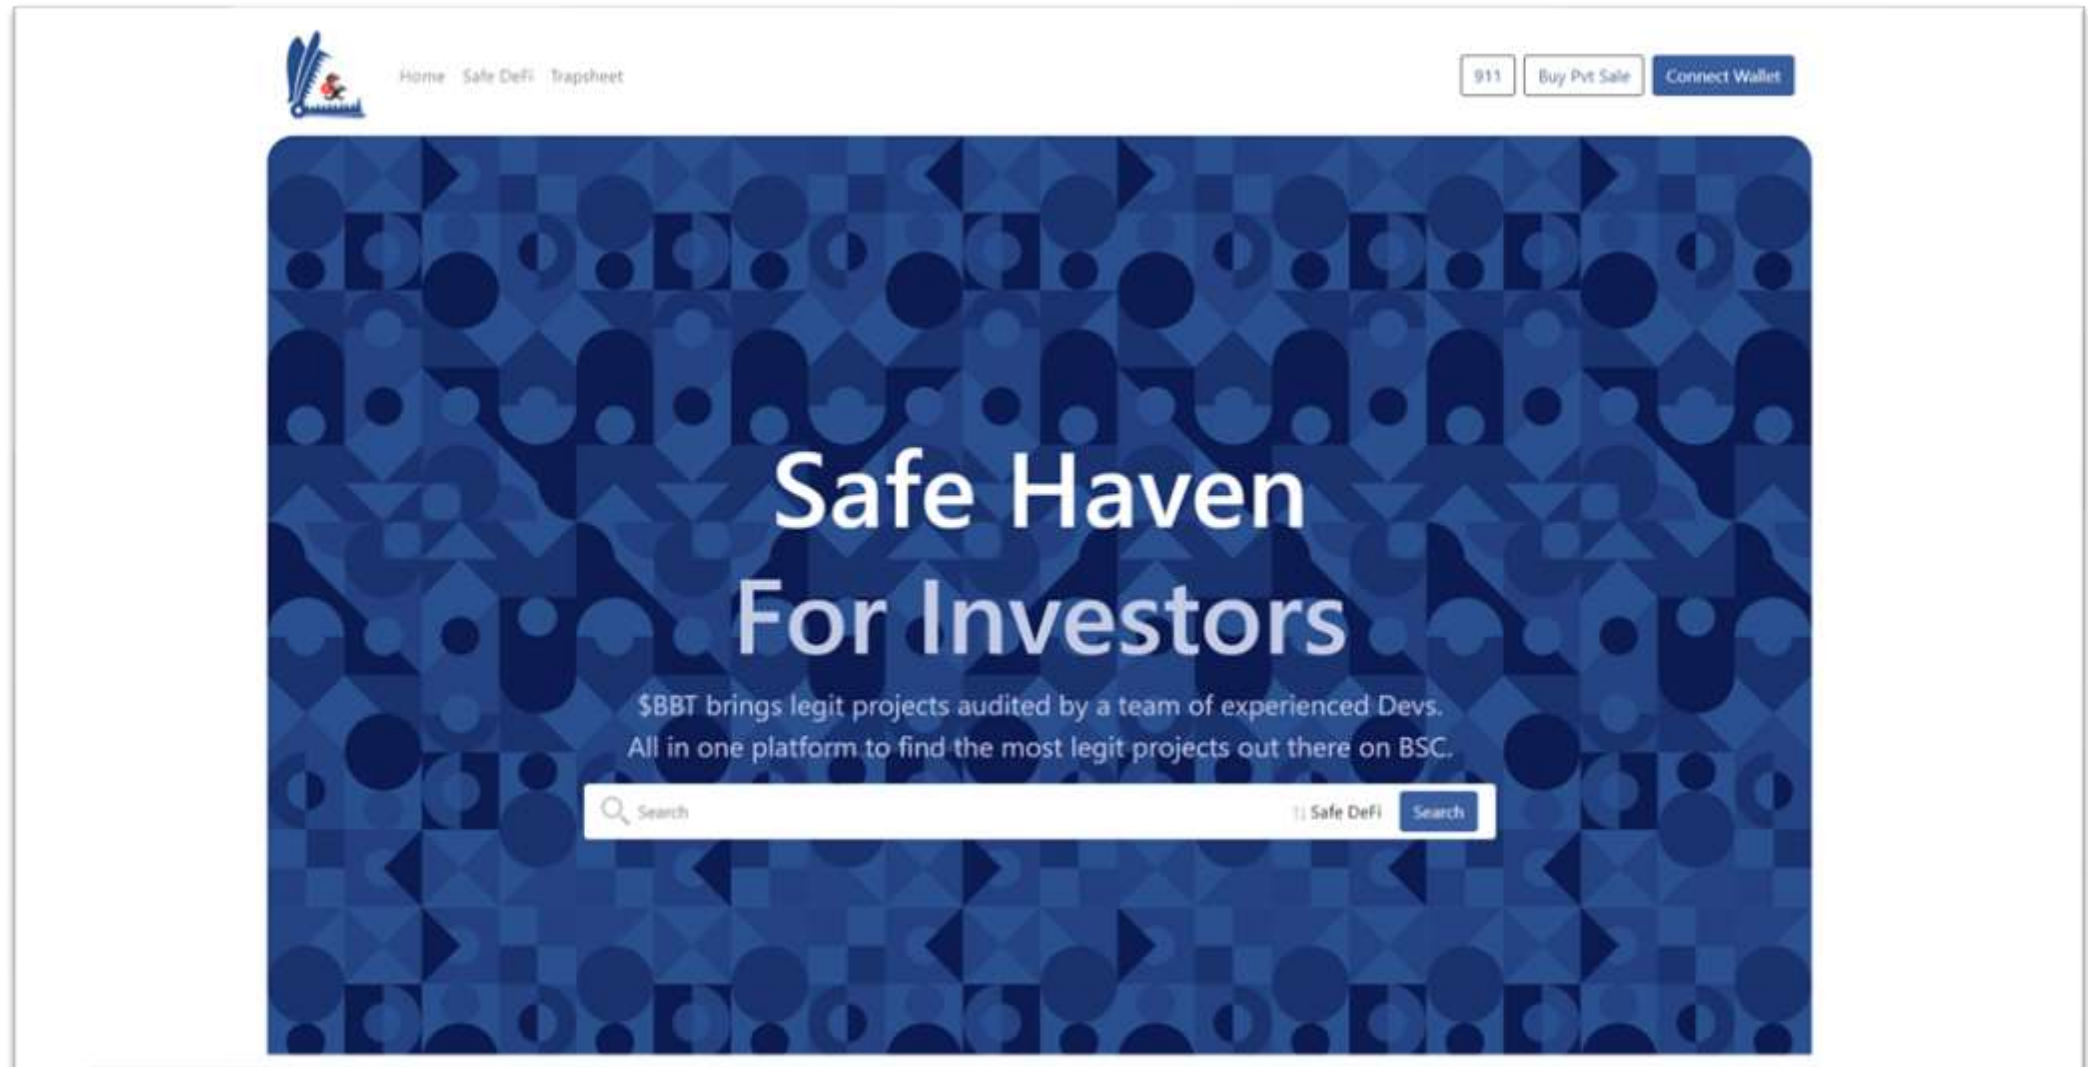 Home Safe DeFi Trapsheet
911 Buy Pvt Sale Connect Wallet
Safe Haven
For Investors
$BBT brings legit projects audited by a team of experienced Devs.
All in one platform to find the most legit projects out there on BSC.
Search Safe DeFi Search